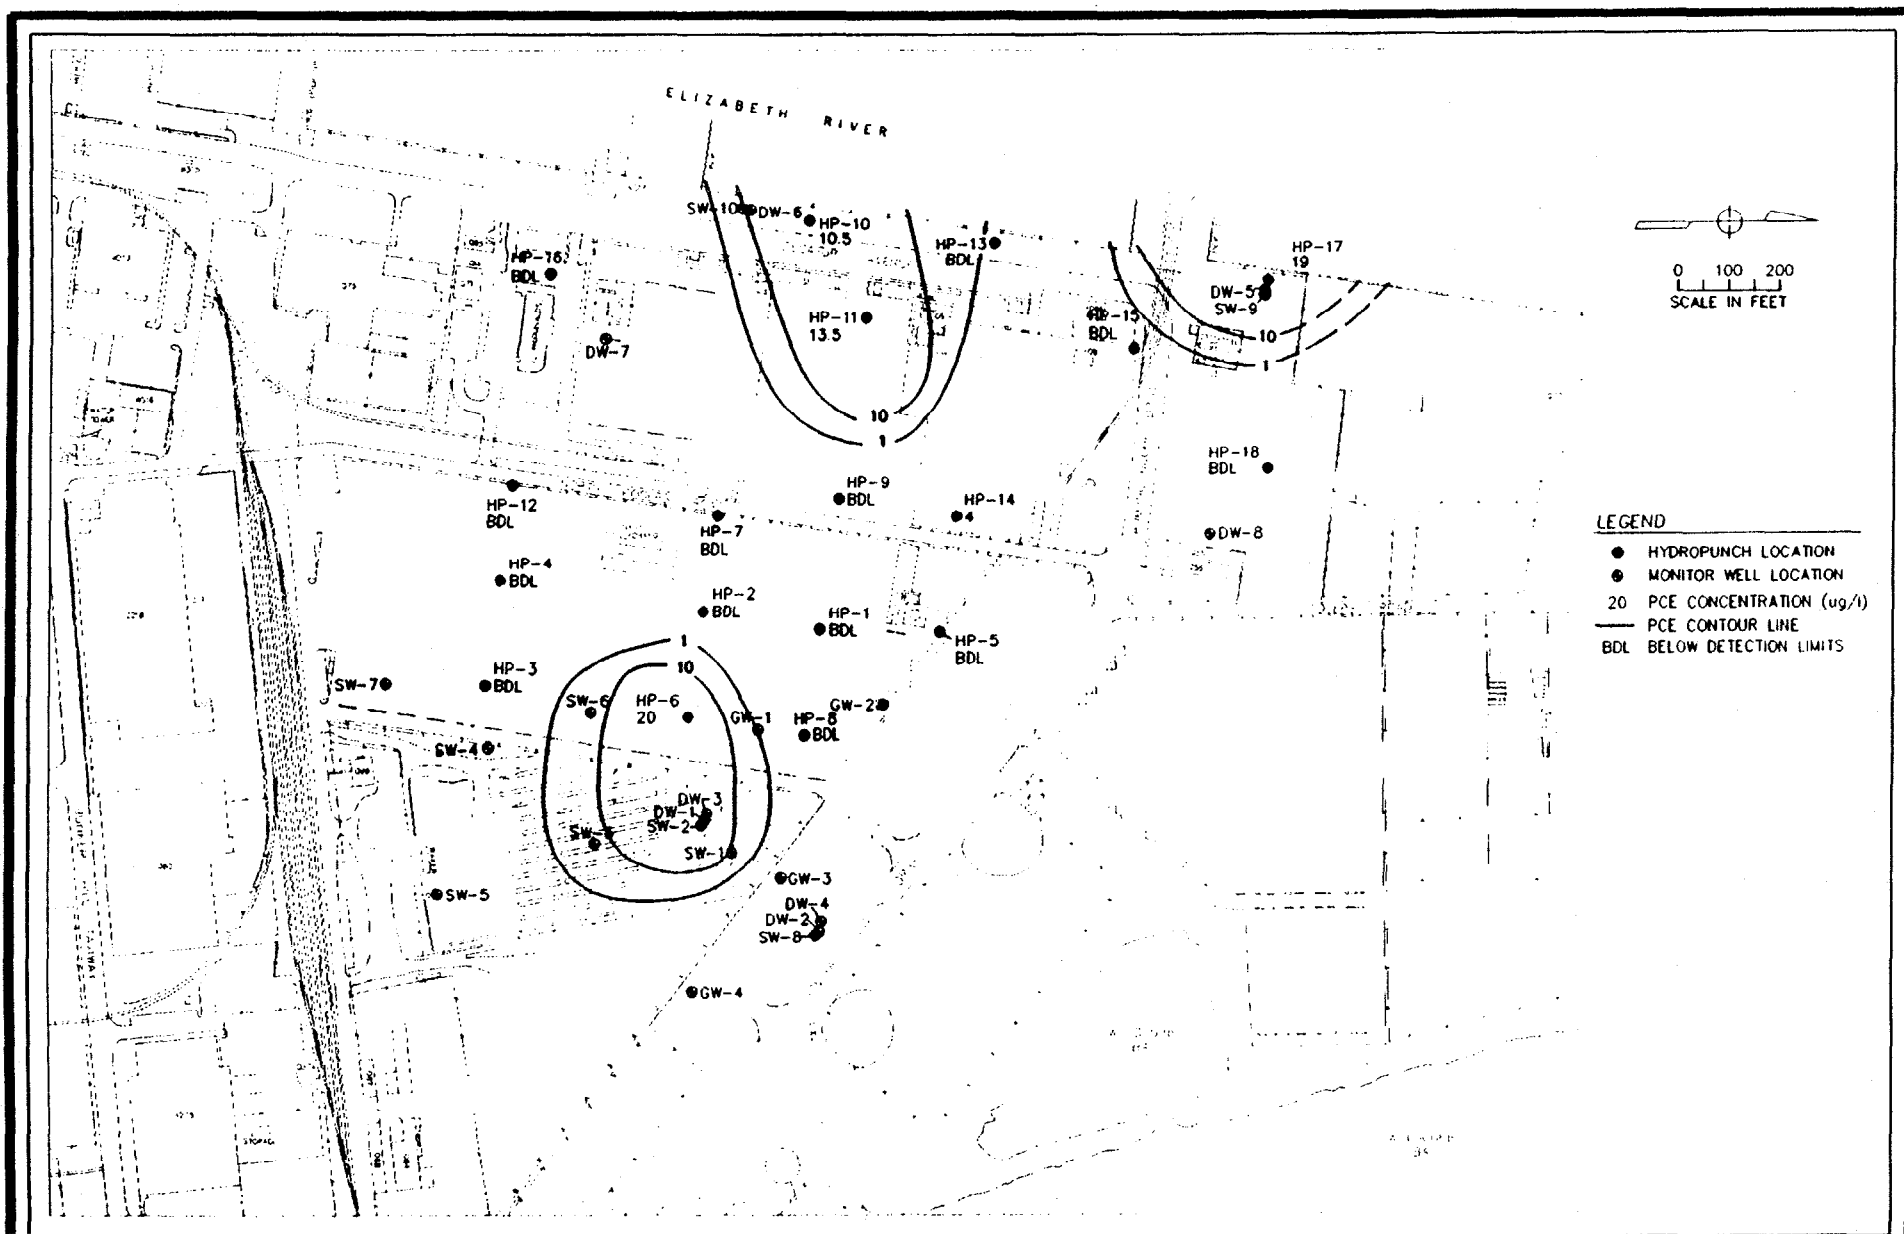 ELIZABETH RIVER
SW-10
DW-6
HP-10
10.5
HP-13
BDL
HP-17
19
HP-16
BDL
DW-5
SW-9
0 100 200
SCALE IN FEET
HP-11
13.5
HP-15
BDL
DW-7
10
1
10
1
HP-18
BDL
HP-9
BDL
HP-14
4
HP-12
BDL
HP-7
BDL
DW-8
HP-4
BDL
HP-2
BDL
HP-1
BDL
HP-5
BDL
LEGEND
HYDROPUNCH LOCATION
MONITOR WELL LOCATION
20 PCE CONCENTRATION (ug/l)
PCE CONTOUR LINE
BDL BELOW DETECTION LIMITS
1
10
SW-7
HP-3
BDL
SW-6
HP-6
20
GW-1
HP-8
BDL
GW-2
SW-4
DW-3
DW-1
SW-2
SW-1
SW-5
GW-3
DW-4
DW-2
SW-8
GW-4
TAXIWAY
STORAGE